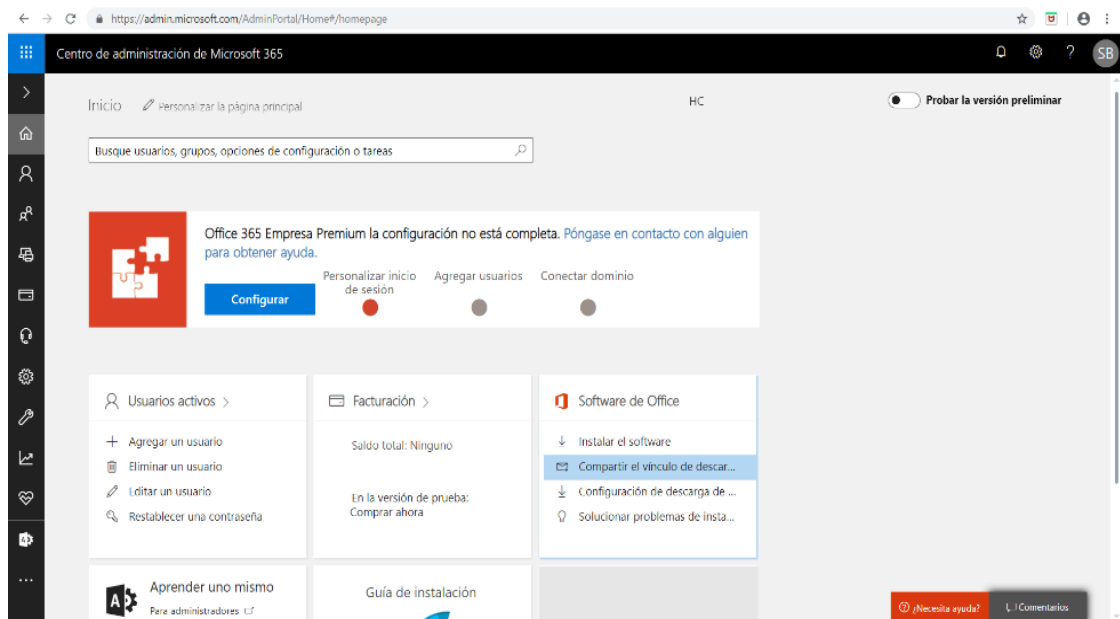 https://admin.microsoft.com/AdminPortal/Home#/homepage
Centro de administración de Microsoft 365
?
SB
Inicio
Personalizar la página principal
HC
Probar la versión preliminar
Busque usuarios, grupos, opciones de configuración o tareas
Office 365 Empresa Premium la configuración no está completa. Póngase en contacto con alguien
para obtener ayuda.
Configurar
Personalizar inicio
de sesión
Agregar usuarios
Conectar dominio
Usuarios activos >
Agregar un usuario
Eliminar un usuario
Editar un usuario
Restablecer una contraseña
Facturación >
Saldo total: Ninguno
En la versión de prueba:
Comprar ahora
Software de Office
Instalar el software
Compartir el vínculo de descar...
Configuración de descarga de ...
Solucionar problemas de insta...
A
Aprender uno mismo
Para administradores
Guía de instalación
¿Necesita ayuda?
Comentarios